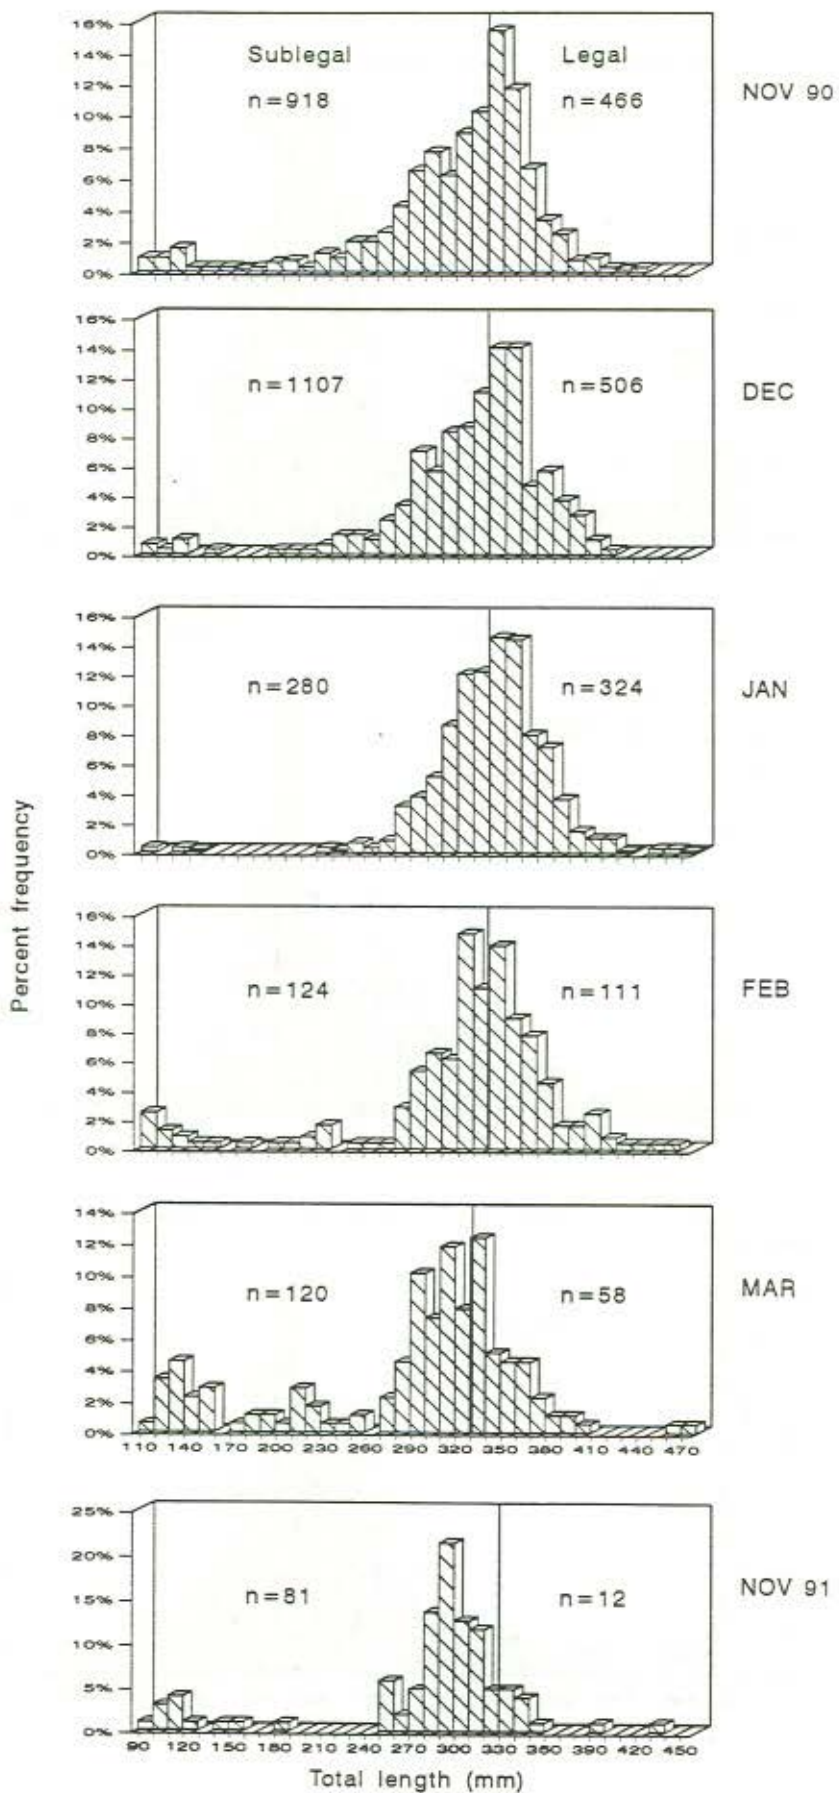 16%
14%
12%
10%
8%
6%
4%
2%
0%
Sublegal Legal
n=918 n=466
NOV 90
16%
14%
12%
10%
8%
6%
4%
2%
0%
n=1107 n=506
DEC
16%
14%
12%
10%
8%
6%
4%
2%
0%
n=280 n=324
JAN
Percent frequency
16%
14%
12%
10%
8%
6%
4%
2%
0%
n=124 n=111
FEB
14%
12%
10%
8%
6%
4%
2%
0%
n=120 n=58
MAR
110 140 170 200 230 260 290 320 350 380 410 440 470
25%
20%
15%
10%
5%
0%
n=81 n=12
NOV 91
90 120 150 180 210 240 270 300 330 360 390 420 450
Total length (mm)